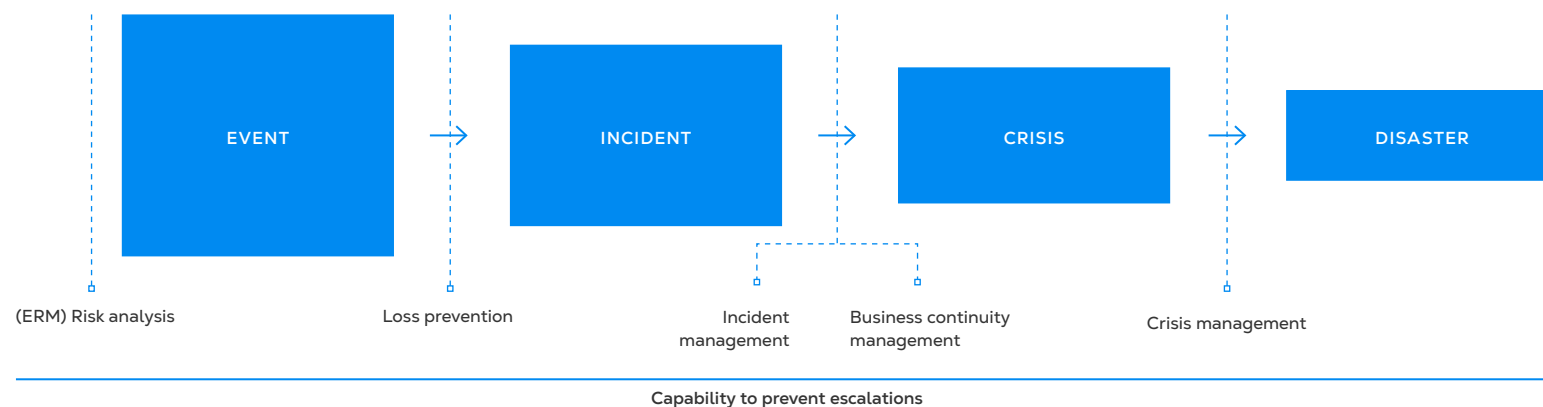 EVENT
INCIDENT
CRISIS
DISASTER
(ERM) Risk analysis
Loss prevention
Incident
management
Business continuity
management
Crisis management
Capability to prevent escalations